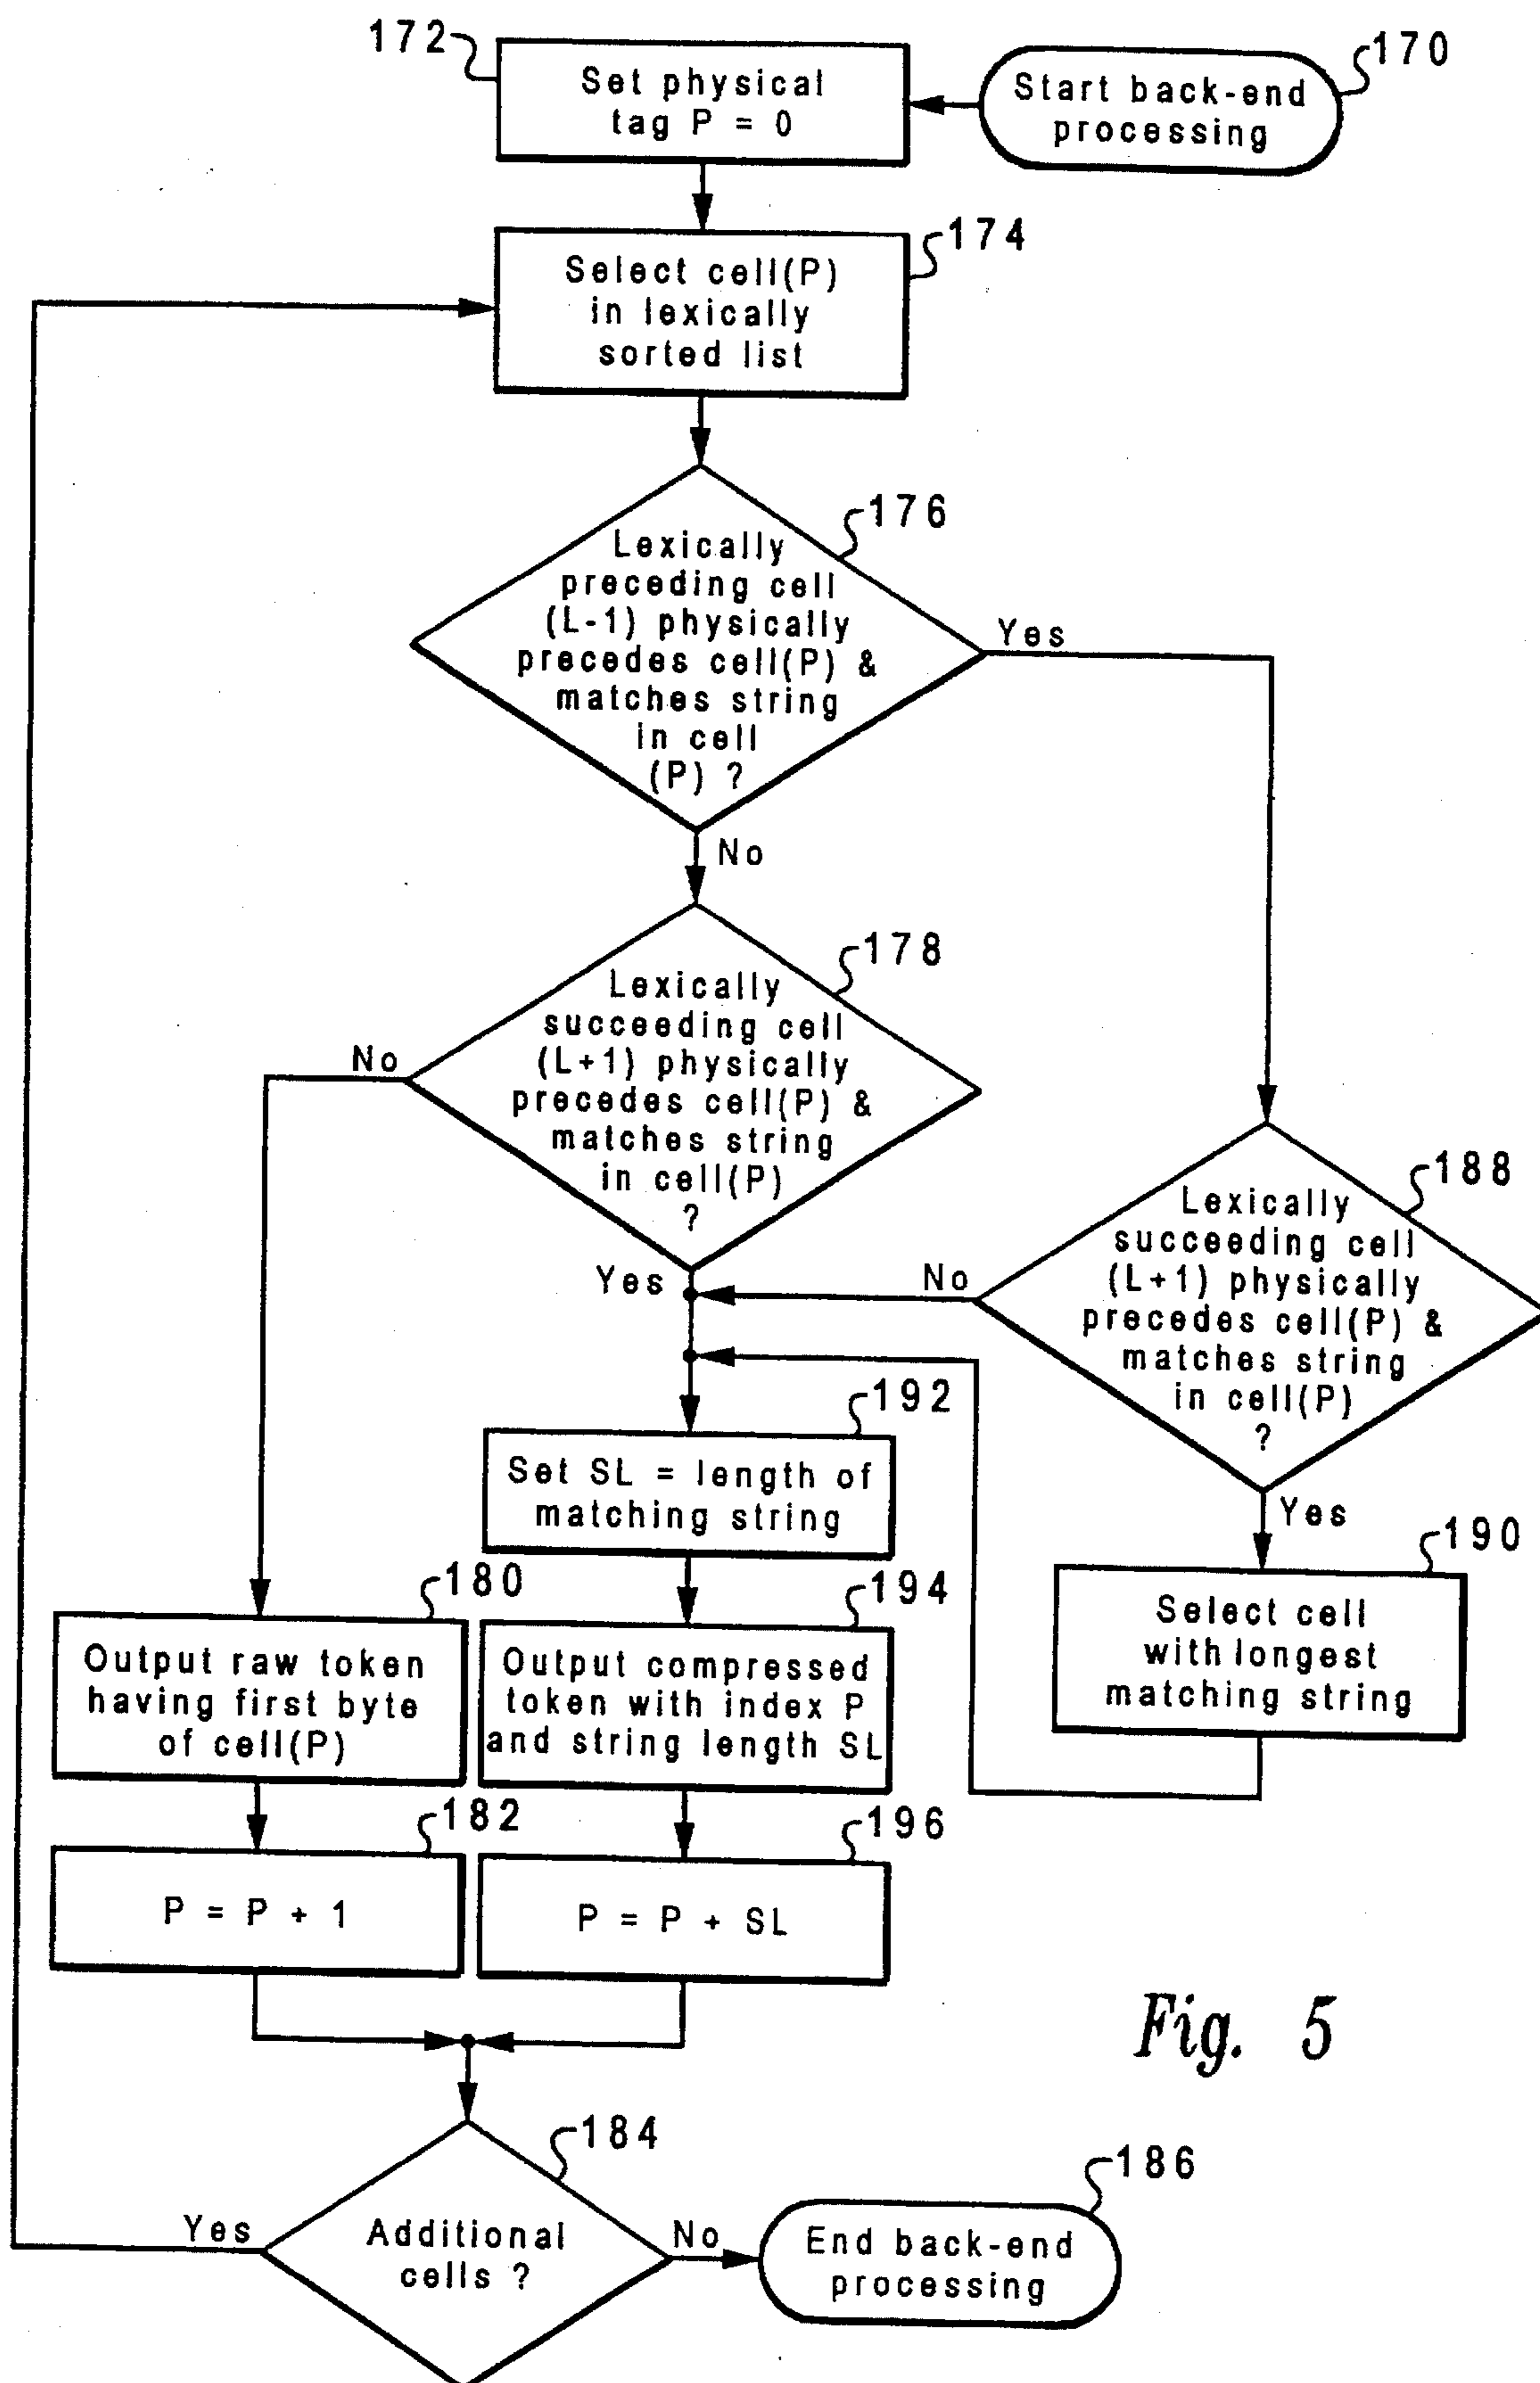 172
Set physical
tag P = 0
170
Start back-end
processing
174
Select cell(P)
in lexically
sorted list
176
Lexically
preceding cell
(L-1) physically
precedes cell(P) &
matches string
in cell
(P) ?
Yes
No
178
Lexically
succeeding cell
(L+1) physically
precedes cell(P) &
matches string
in cell(P)
?
No
Yes
188
Lexically
succeeding cell
(L+1) physically
precedes cell(P) &
matches string
in cell(P)
?
No
Yes
192
Set SL = length of
matching string
190
Select cell
with longest
matching string
180
Output raw token
having first byte
of cell(P)
194
Output compressed
token with index P
and string length SL
182
P = P + 1
196
P = P + SL
Fig. 5
184
Additional
cells ?
Yes
No
186
End back-end
processing